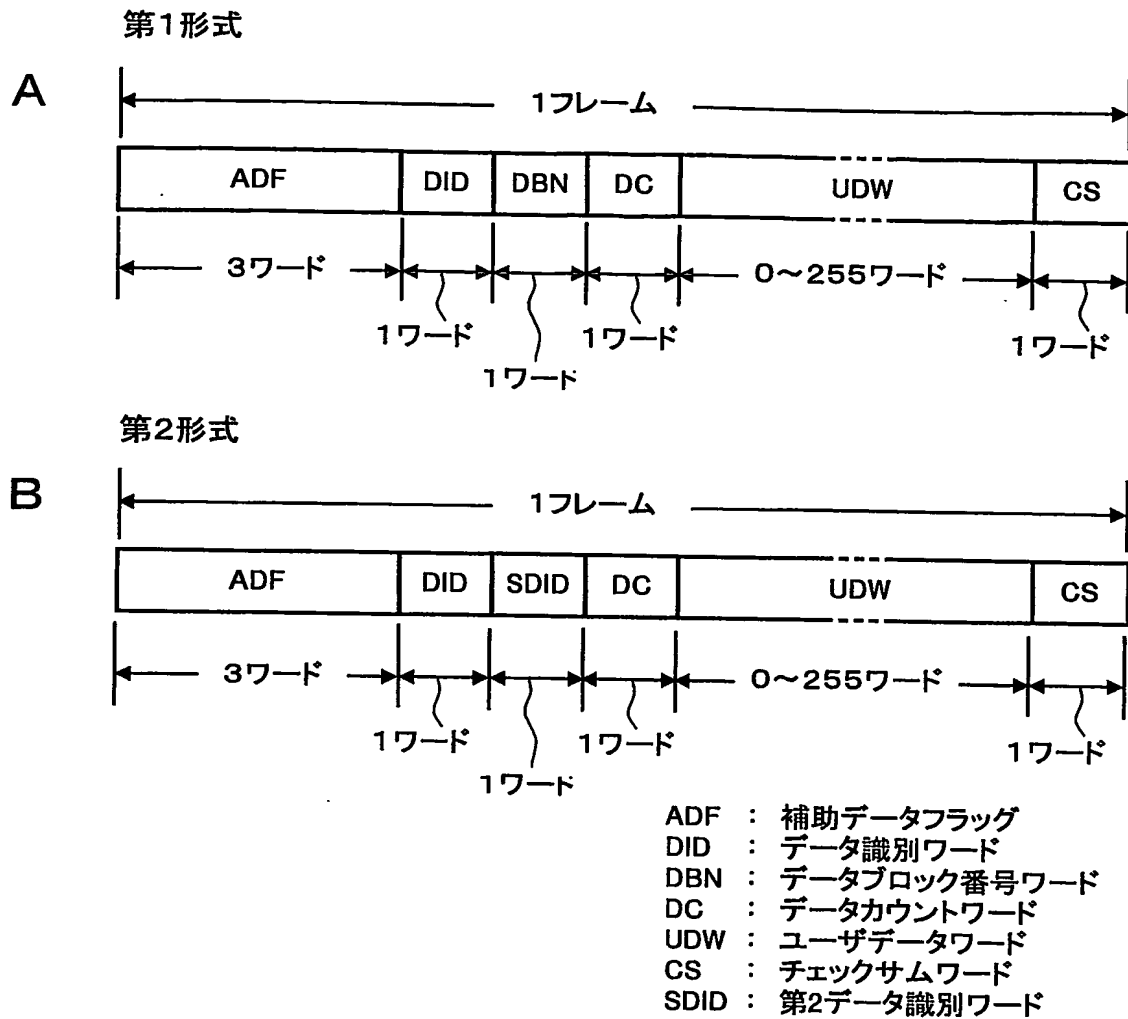 第1形式
A
1フレーム
ADF DID DBN DC UDW CS
3ワード 0～255ワード
1ワード 1ワード 1ワード
1ワード
第2形式
B
1フレーム
ADF DID SDID DC UDW CS
3ワード 0～255ワード
1ワード 1ワード 1ワード
1ワード
ADF : 補助データフラッグ
DID : データ識別ワード
DBN : データブロック番号ワード
DC : データカウントワード
UDW : ユーザデータワード
CS : チェックサムワード
SDID : 第2データ識別ワード